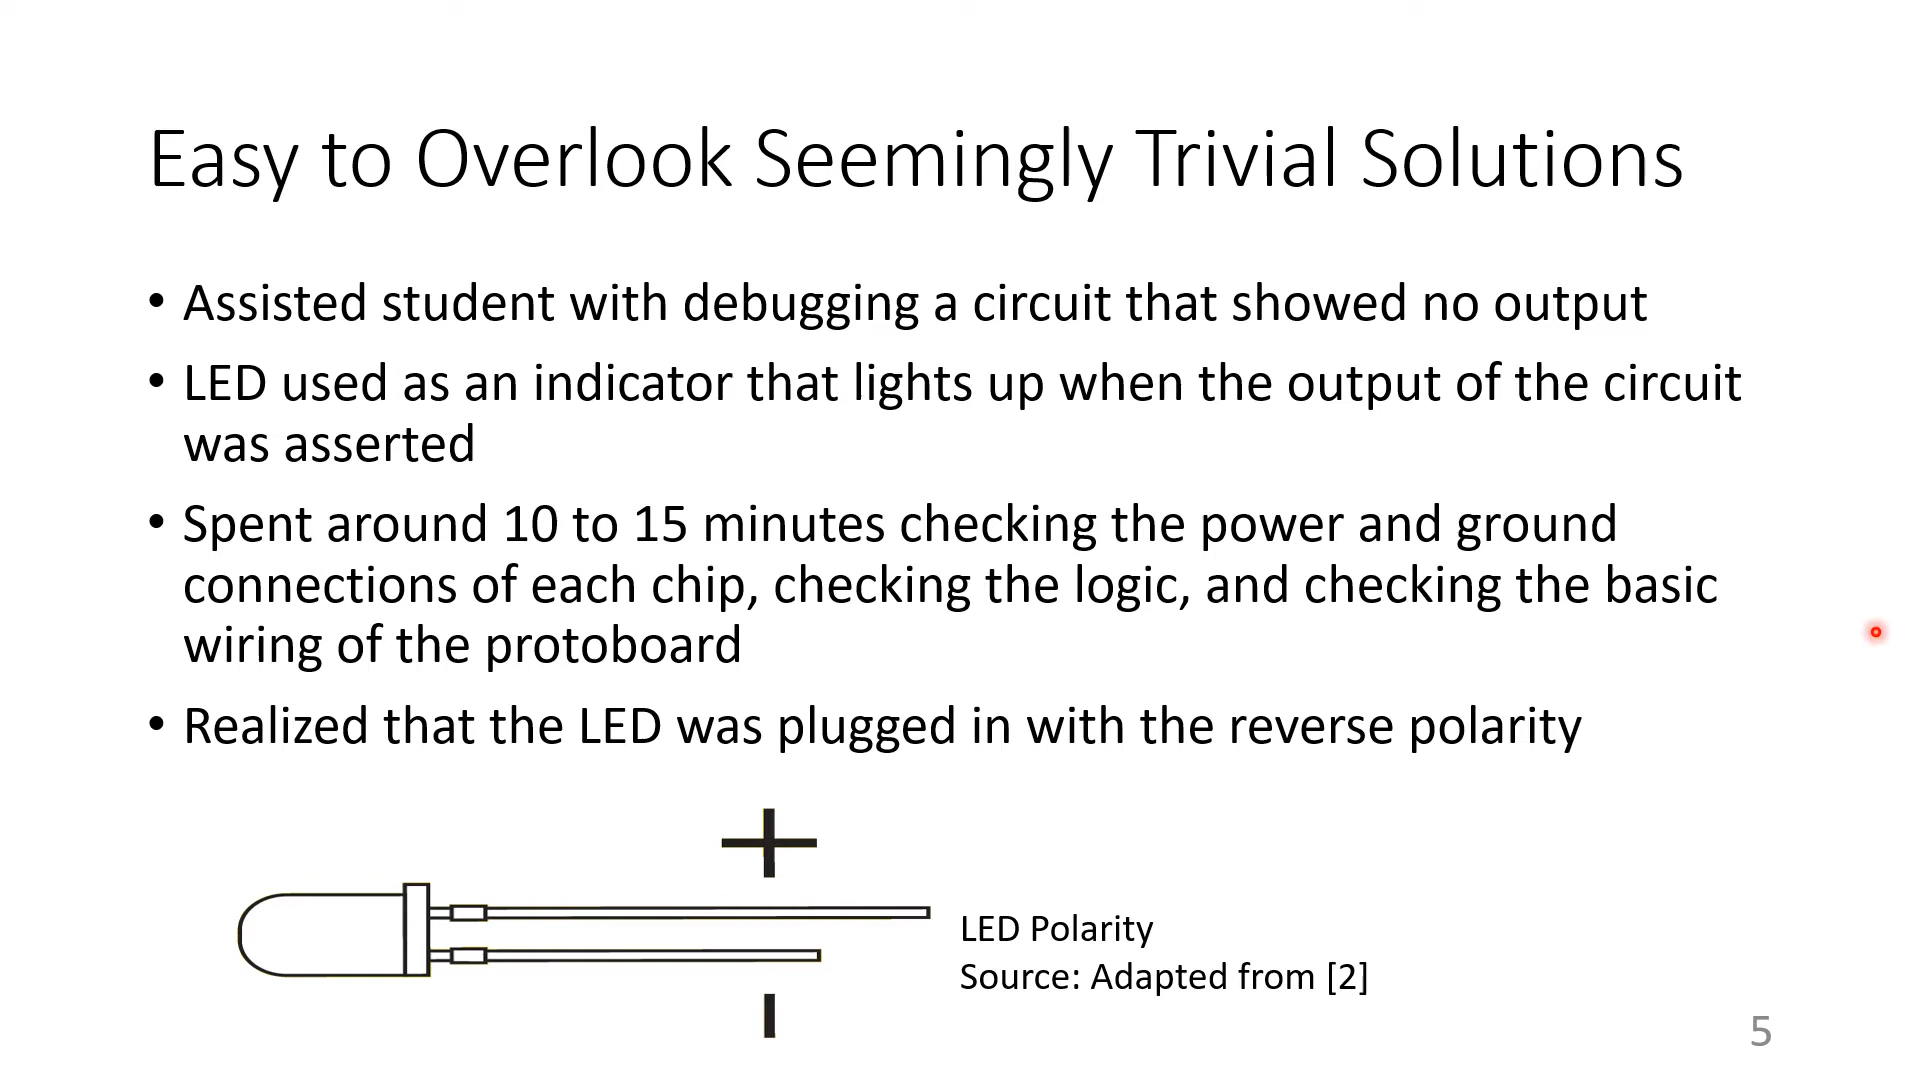 Easy to Overlook Seemingly Trivial Solutions
• Assisted student with debugging a circuit that showed no output
• LED used as an indicator that lights up when the output of the circuit
was asserted
• Spent around 10 to 15 minutes checking the power and ground
connections of each chip, checking the logic, and checking the basic
wiring of the protoboard
• Realized that the LED was plugged in with the reverse polarity
+
LED Polarity
Source: Adapted from [2]
5